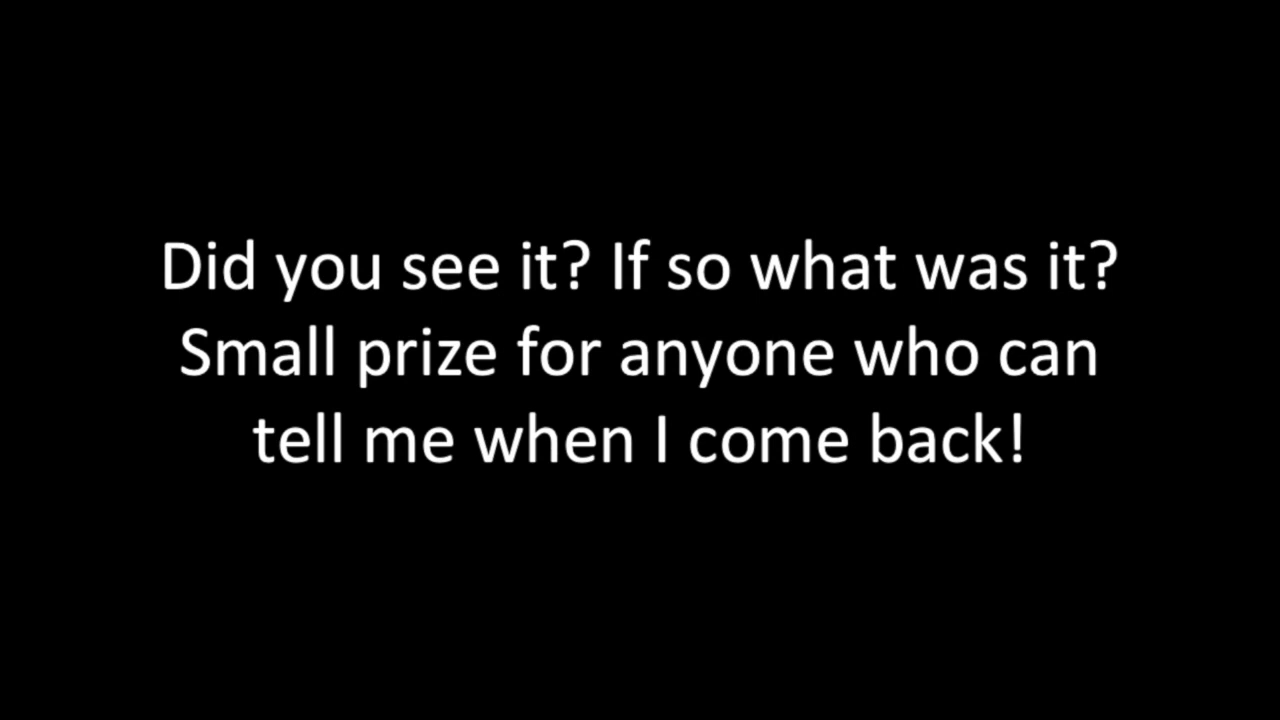 Did you see it? If so what was it?
Small prize for anyone who can
tell me when I come back!